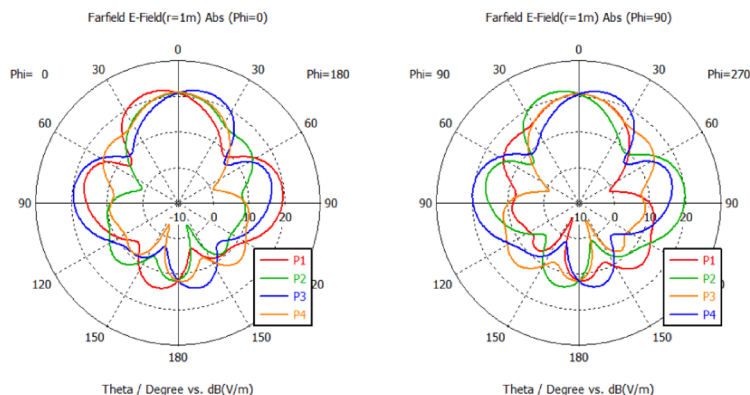 Farfield E-Field(r=1m) Abs (Phi=0)
0
Phi= 0
30
30
Phi=180
60
60
90
-10
0
10
20
90
120
150
180
150
P1
P2
P3
P4
Theta / Degree vs. dB(V/m)
Farfield E-Field(r=1m) Abs (Phi=90)
0
Phi= 90
30
30
Phi=270
60
60
90
-10
0
10
20
90
120
150
180
150
P1
P2
P3
P4
Theta / Degree vs. dB(V/m)